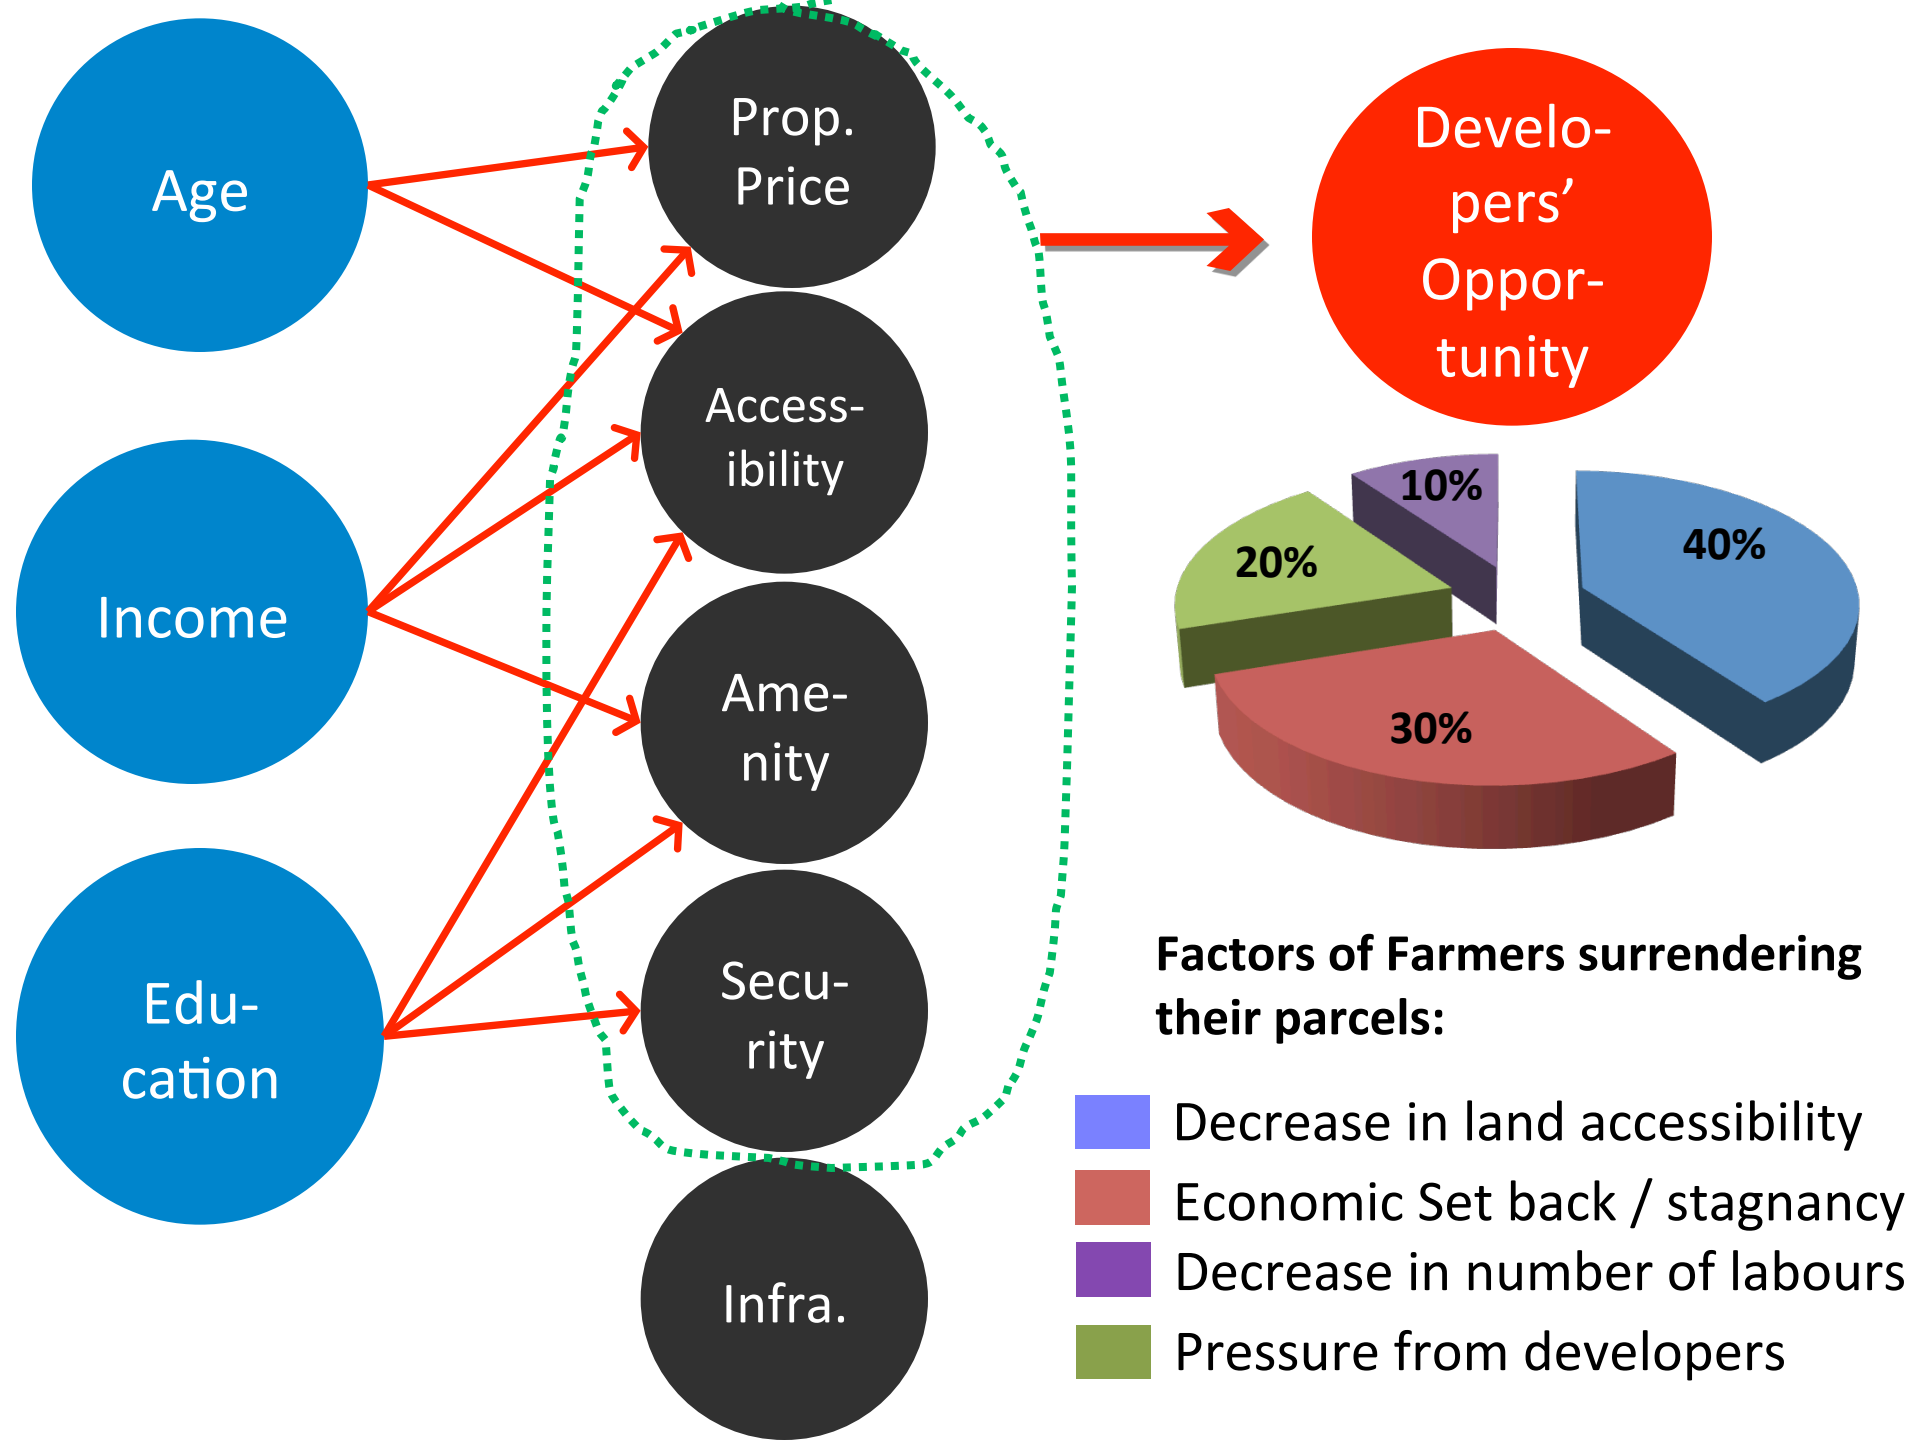 Age
Income
Edu-
cation
Prop.
Price
Access-
ibility
Ame-
nity
Secu-
rity
Infra.
Develo-
pers’
Oppor-
tunity
10%
40%
20%
30%
Factors of Farmers surrendering
their parcels:
Decrease in land accessibility
Economic Set back / stagnancy
Decrease in number of labours
Pressure from developers